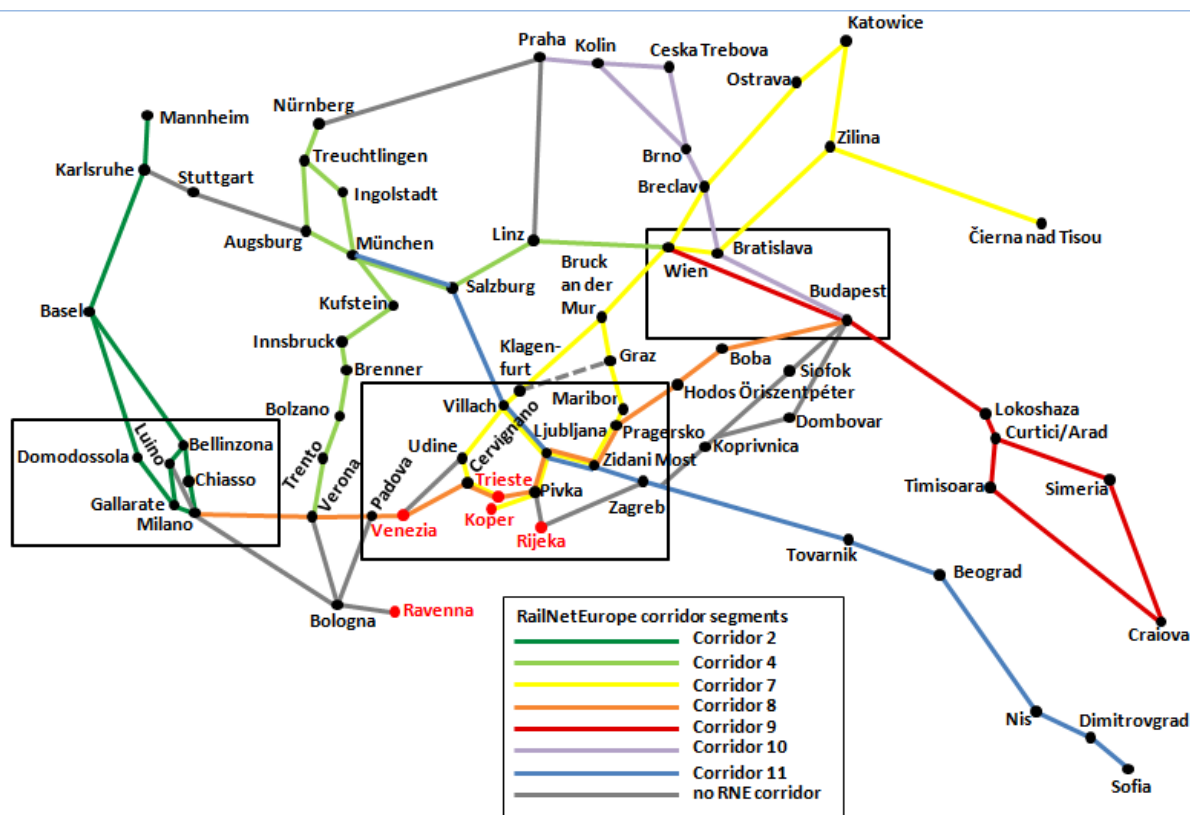 Katowice
Praha
Kolin
Ceska Trebova
Ostrava
Nürnberg
Mannheim
Zilina
Treuchtlingen
Brno
Karlsruhe
Stuttgart
Breclav
Ingolstadt
Čierna nad Tisou
Augsburg
München
Linz
Bratislava
Wien
Bruck
an der
Mur
Salzburg
Budapest
Kufstein
Basel
Innsbruck
Klagen-
furt
Graz
Boba
Siofok
Brenner
Hodos Öriszentpéter
Maribor
Villach
Bolzano
Cervignano
Lokoshaza
Dombovar
Ljubljana
Pragersko
Curtici/Arad
Luino
Bellinzona
Udine
Koprivnica
Domodossola
Trento
Verona
Padova
Zidani Most
Chiasso
Trieste
Timisoara
Simeria
Pivka
Gallarate
Milano
Koper
Zagreb
Venezia
Rijeka
Tovarnik
Beograd
Ravenna
Bologna
Craiova
RailNetEurope corridor segments
Corridor 2
Corridor 4
Corridor 7
Corridor 8
Corridor 9
Corridor 10
Corridor 11
no RNE corridor
Nis
Dimitrovgrad
Sofia